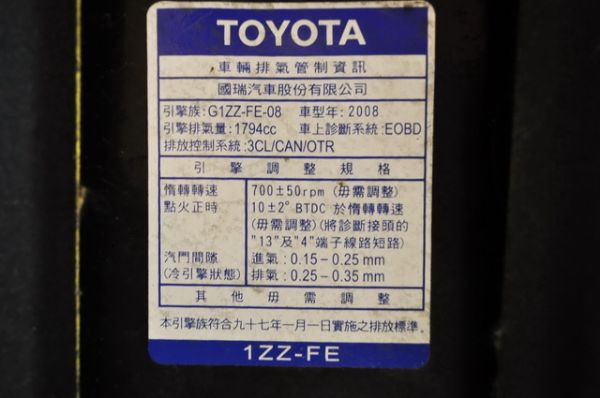 TOYOTA
車輛排氣管制資訊
國瑞汽車股份有限公司
引擎族:G1ZZ-FE-08 車型年:2008
引擎排氣量:1794cc 車上診斷系統:EOBD
排放控制系統:3CL/CAN/OTR
引擎調整規格
惰轉轉速 700±50rpm (毋需調整)
點火正時 10±2° BTDC 於惰轉轉速
(毋需調整)(將診斷接頭的
"13"及"4"端子線路短路)
汽門間隙 進氣:0.15-0.25mm
(冷引擎狀態) 排氣:0.25-0.35mm
其他毋需調整
本引擎族符合九十七年一月一日實施之排放標準
1ZZ-FE